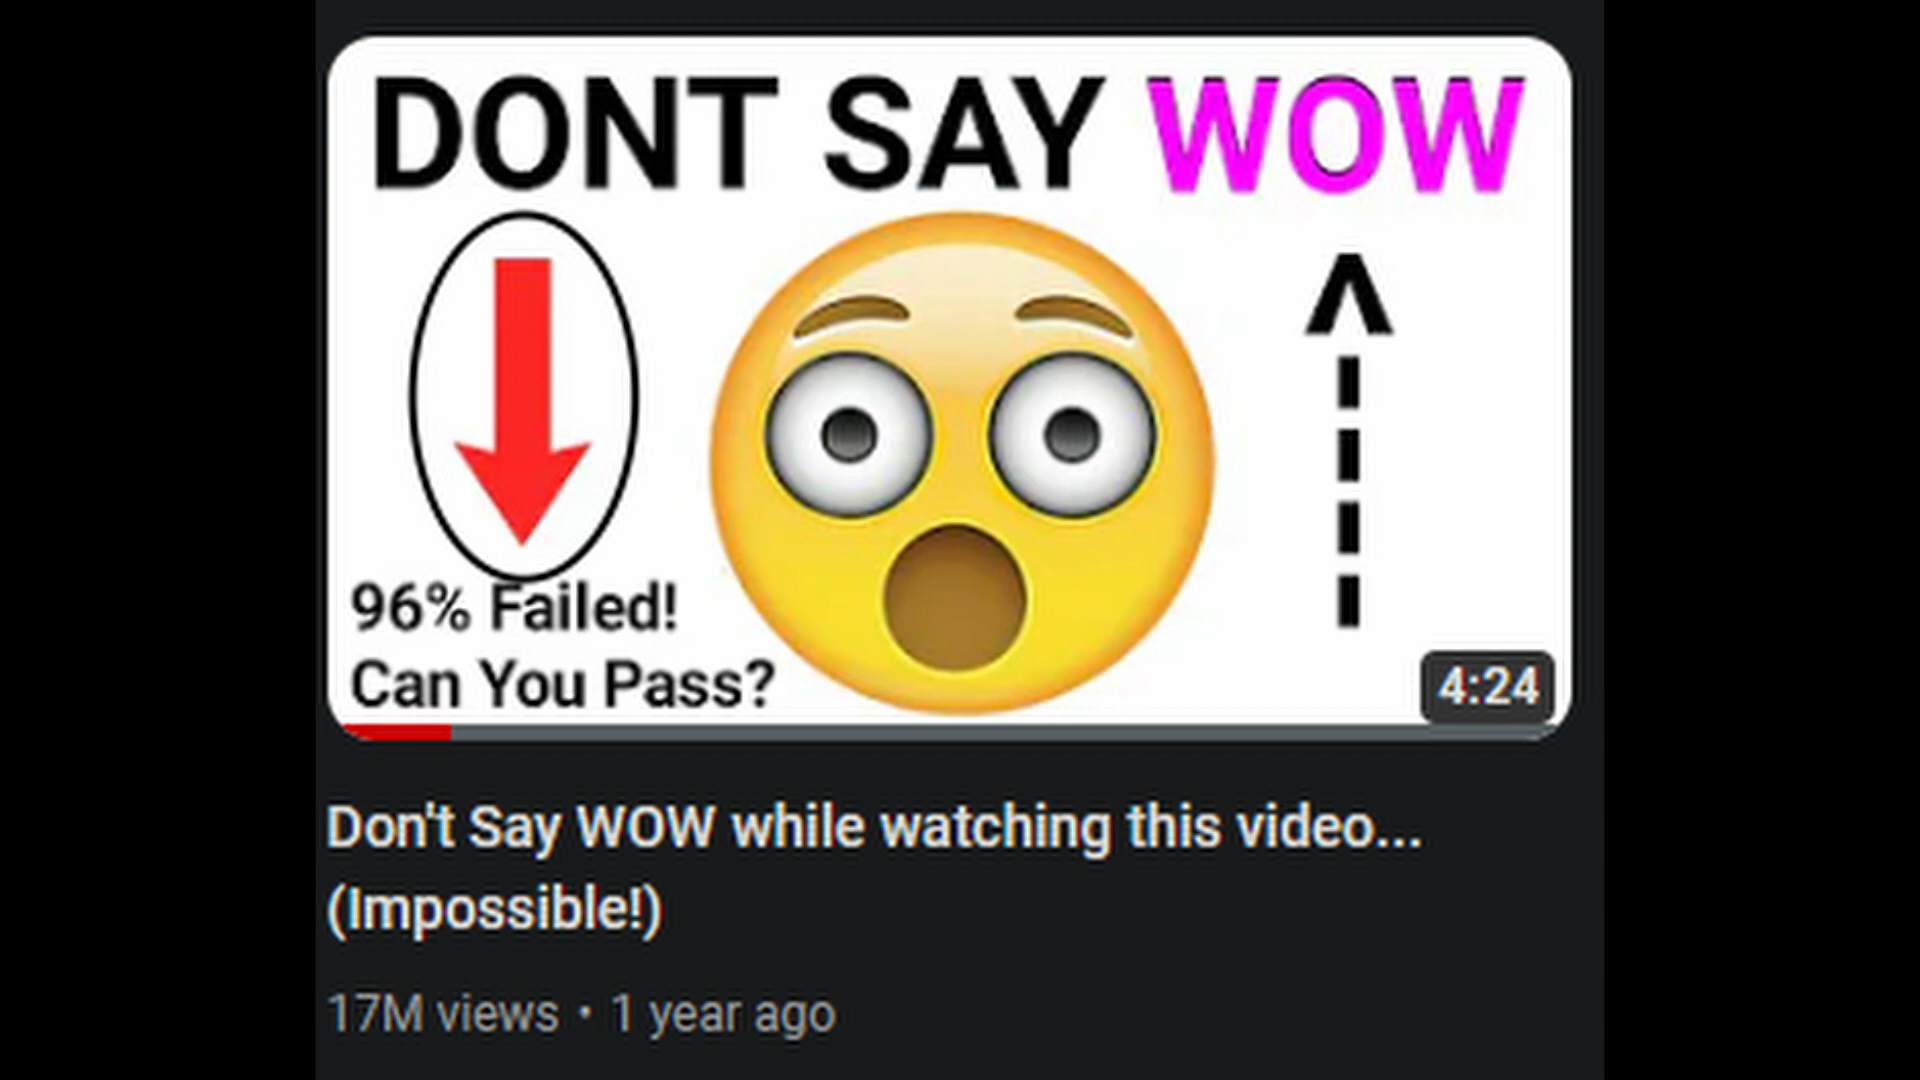 DONT SAY WOW
96% Failed!
Can You Pass?
4:24
Don't Say WOW while watching this video...
(Impossible!)
17M views • 1 year ago